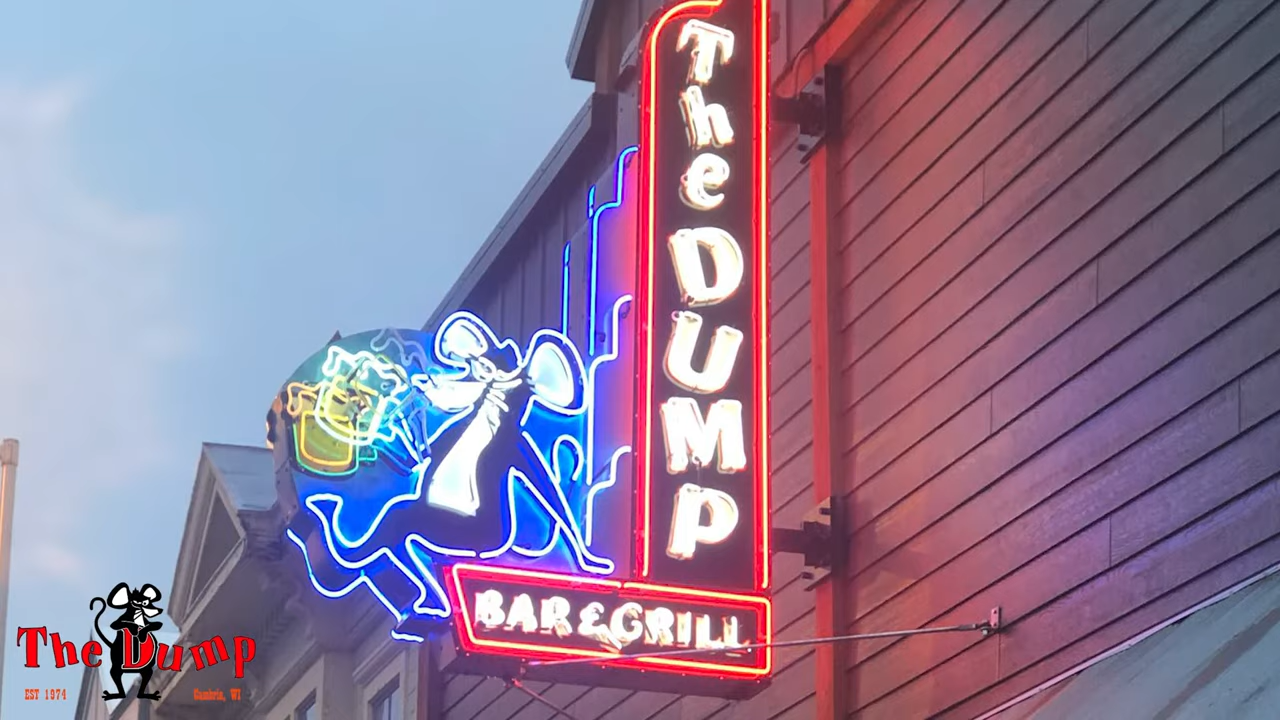 The
DUMP
BAR & GRILL
The Dump
EST 1974
Cambria, WI